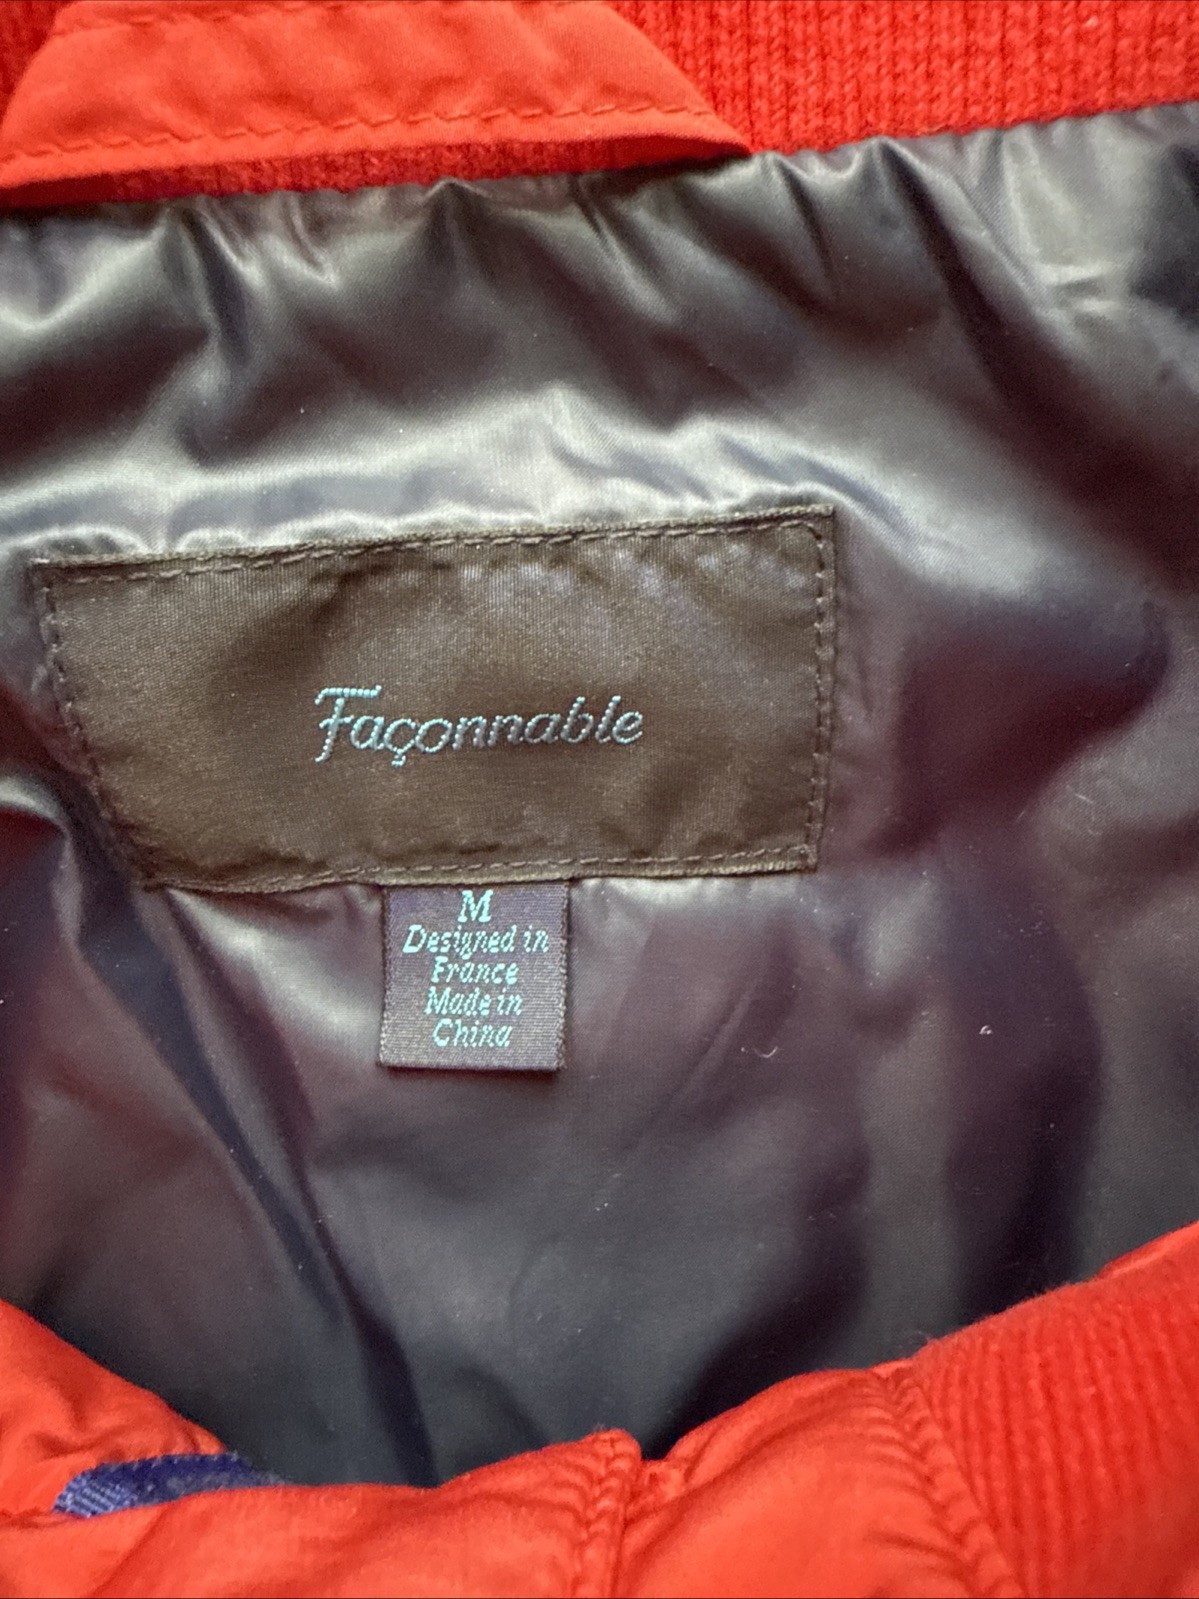 Façonnable
M
Designed in
France
Made in
China